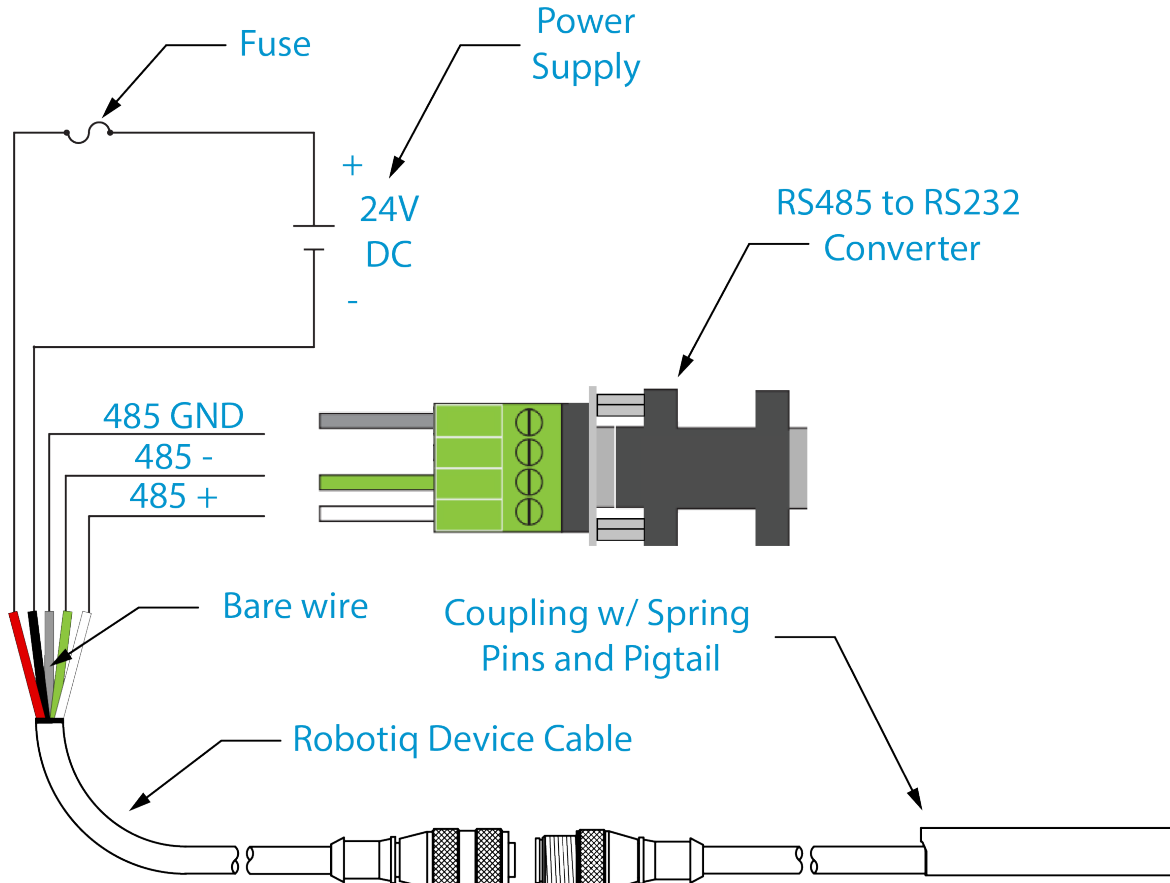 Fuse
Power
Supply
+
24V
DC
-
RS485 to RS232
Converter
485 GND
485 -
485 +
Bare wire
Coupling w/ Spring
Pins and Pigtail
Robotiq Device Cable